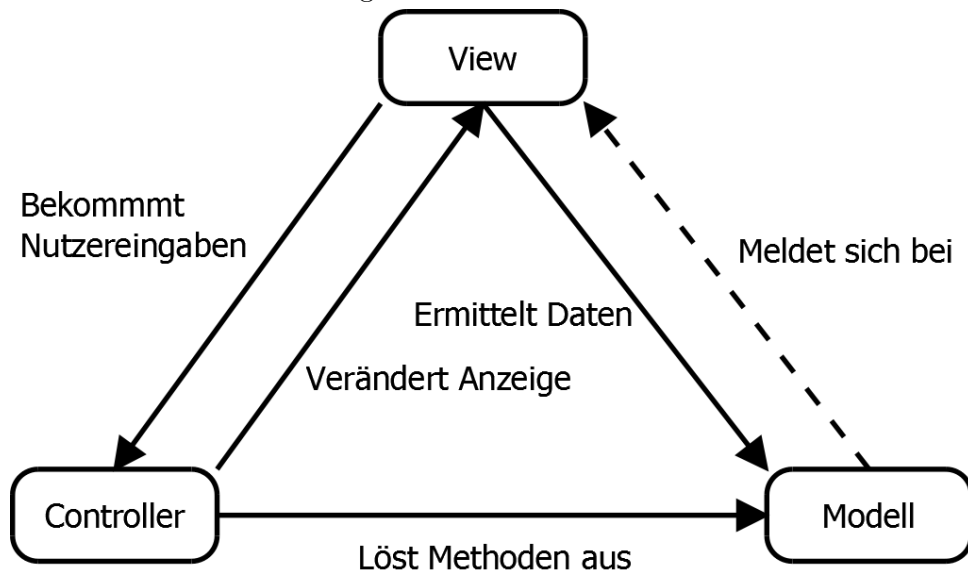 View
Bekommmt
Nutzereingaben
Meldet sich bei
Ermittelt Daten
Verändert Anzeige
Controller
Modell
Löst Methoden aus